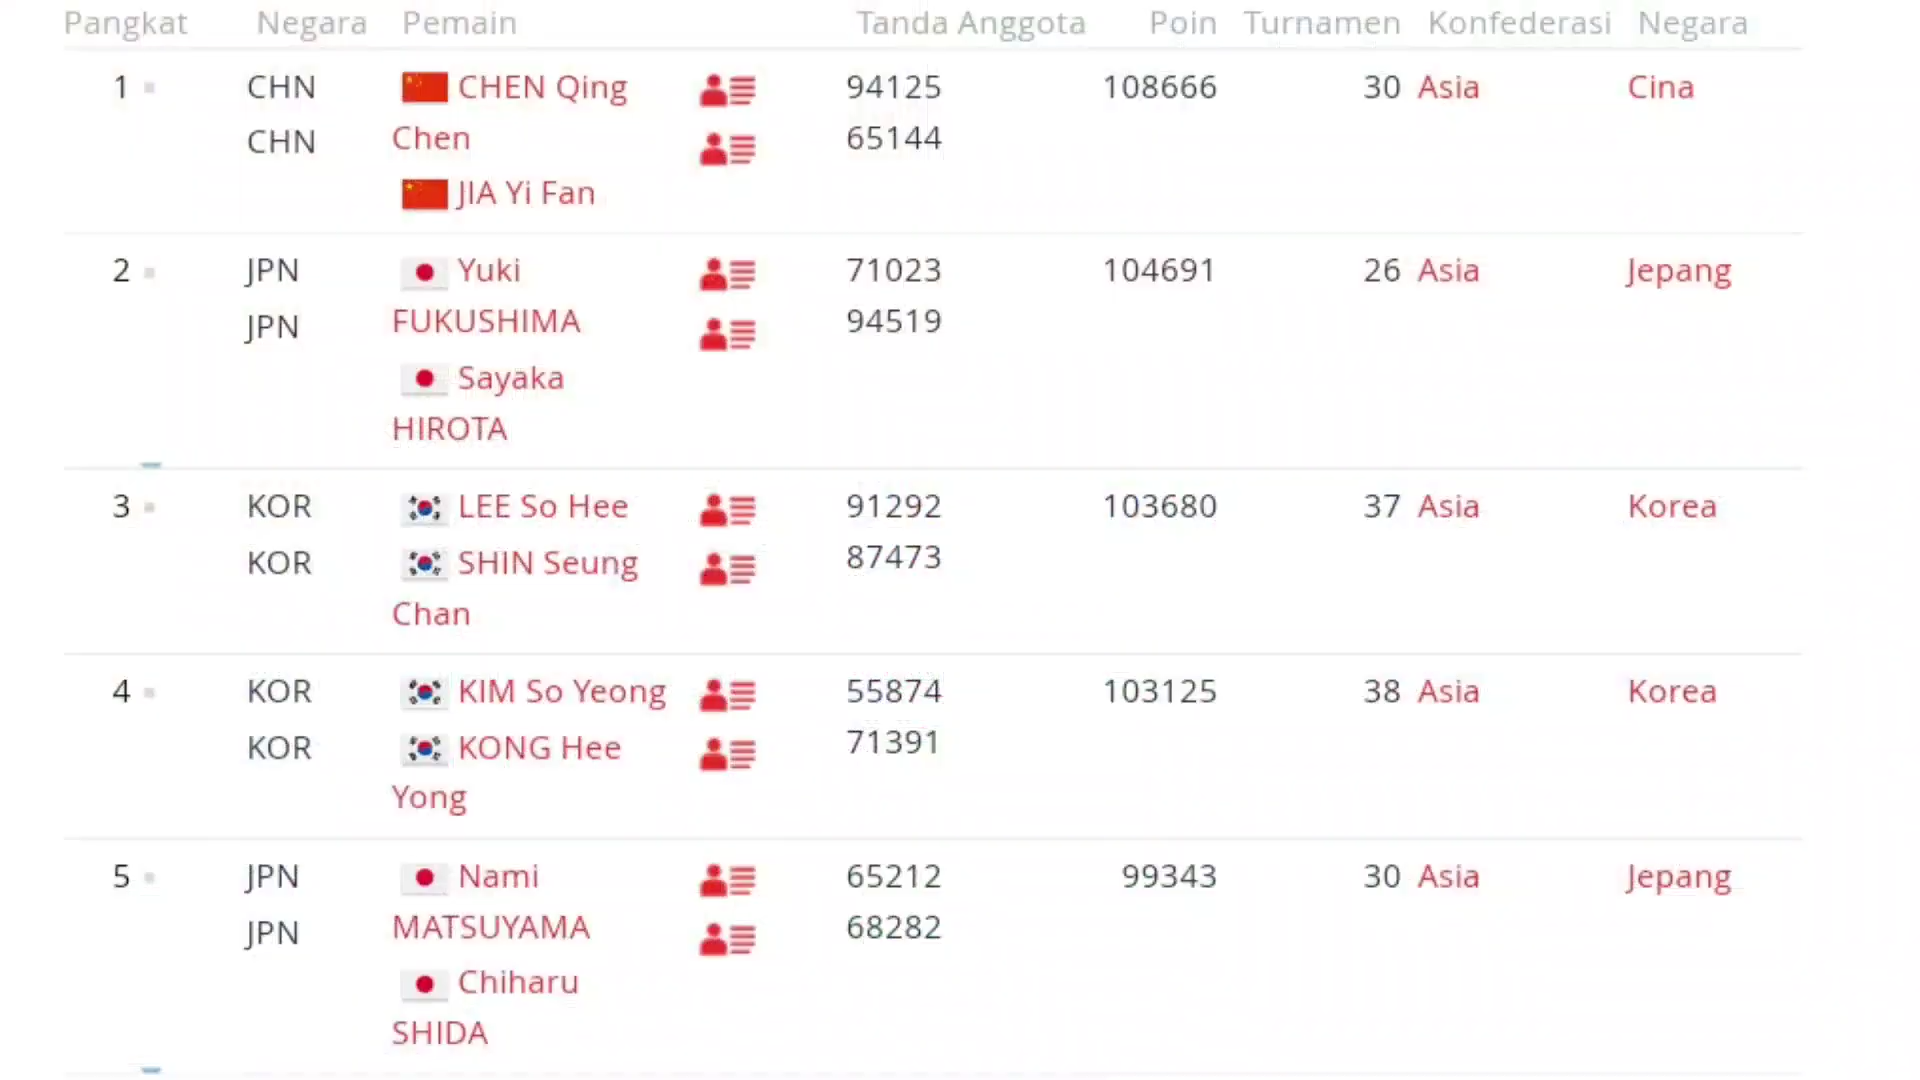 Pangkat Negara Pemain Tanda Anggota Poin Turnamen Konfederasi Negara
1 CHN CHEN Qing 94125 108666 30 Asia Cina
CHN Chen 65144
JIA Yi Fan
2 JPN Yuki 71023 104691 26 Asia Jepang
JPN FUKUSHIMA 94519
Sayaka
HIROTA
3 KOR LEE So Hee 91292 103680 37 Asia Korea
KOR SHIN Seung 87473
Chan
4 KOR KIM So Yeong 55874 103125 38 Asia Korea
KOR KONG Hee 71391
Yong
5 JPN Nami 65212 99343 30 Asia Jepang
JPN MATSUYAMA 68282
Chiharu
SHIDA